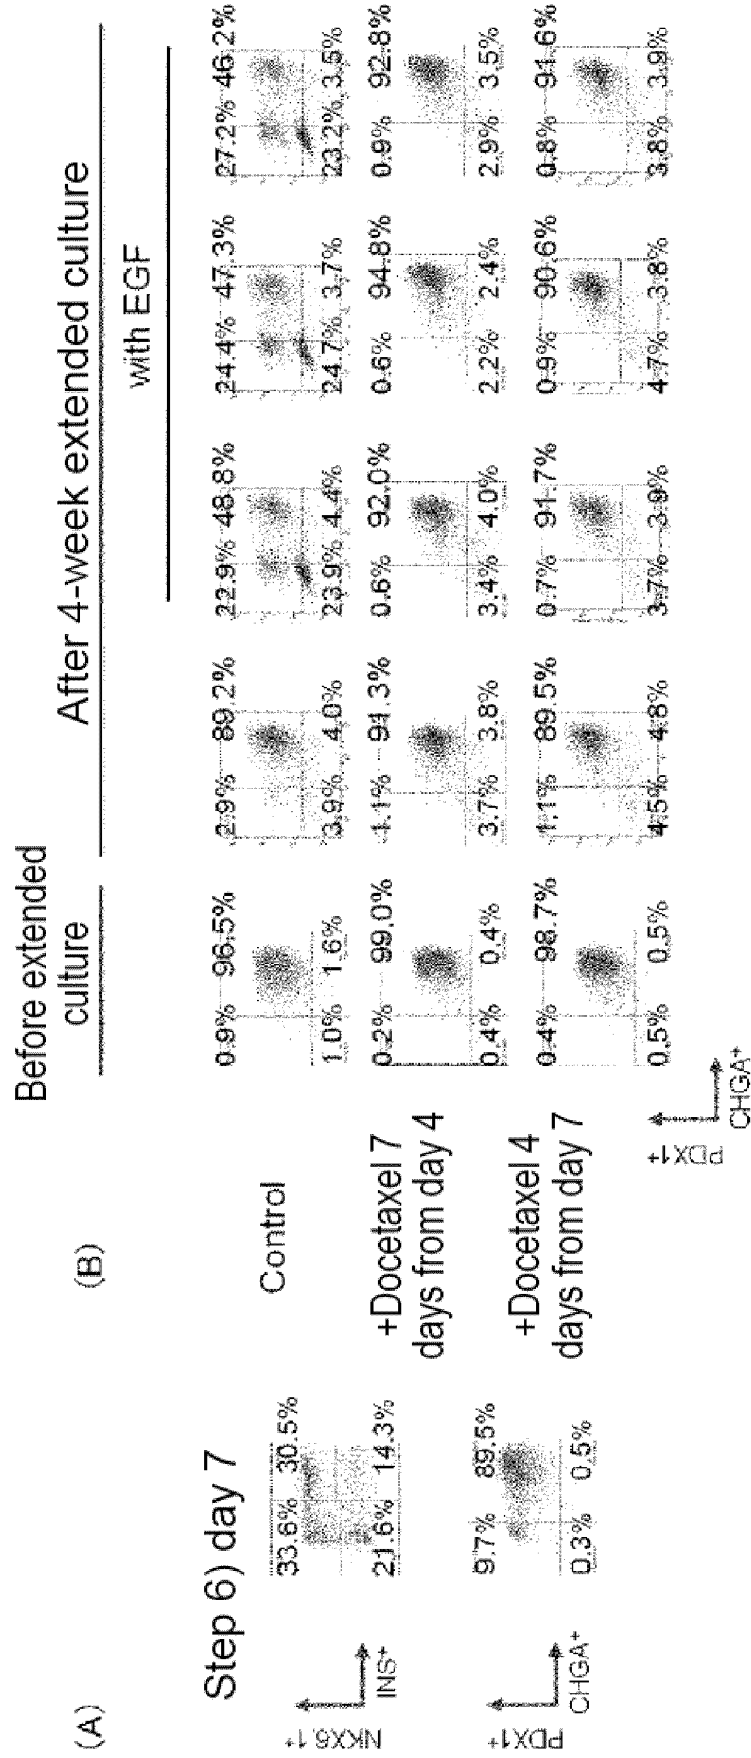 (A)
Step 6) day 7
NKX6.1+
INS+
33.6% 30.5%
21.6% 14.3%
PDX1+
CHGA+
9.7% 89.5%
0.3% 0.5%
(B)
Before extended
culture
After 4-week extended culture
with EGF
Control
0.9% 96.5% 2.9% 89.2% 22.9% 48.8% 24.4% 47.3% 27.2% 46.2%
1.0% 1.6% 3.9% 4.0% 23.9% 4.4% 24.7% 3.7% 23.2% 3.5%
+Docetaxel 7
days from day 4
0.2% 99.0% 1.1% 91.3% 0.6% 92.0% 0.6% 94.8% 0.9% 92.8%
0.4% 0.4% 3.7% 3.8% 3.4% 4.0% 2.2% 2.4% 2.9% 3.5%
+Docetaxel 4
days from day 7
0.4% 98.7% 1.1% 89.5% 0.7% 91.7% 0.9% 90.6% 0.8% 91.6%
0.5% 0.5% 4.5% 4.8% 3.7% 3.9% 4.7% 3.8% 3.8% 3.9%
PDX1+
CHGA+